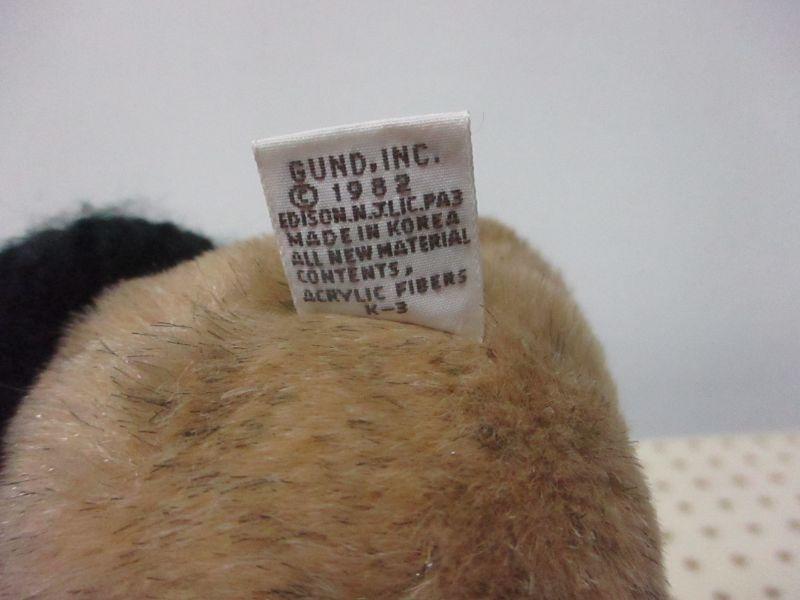 GUND, INC.
© 1982
EDISON.N.J.LIC.PA3
MADE IN KOREA
ALL NEW MATERIAL
CONTENTS,
ACRYLIC FIBERS
K-3